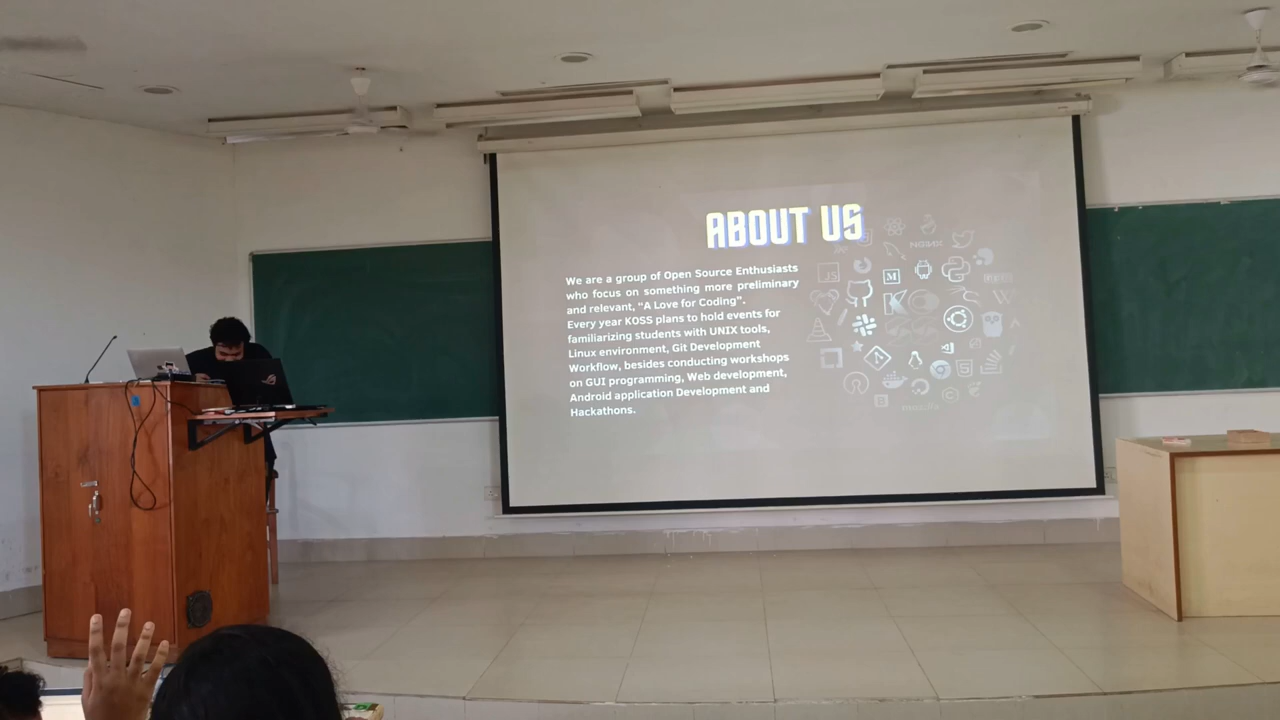 ABOUT US
We are a group of Open Source Enthusiasts
who focus on something more preliminary
and relevant, "A Love for Coding".
Every year KOSS plans to hold events for
familiarizing students with UNIX tools,
Linux environment, Git Development
Workflow, besides conducting workshops
on GUI programming, Web development,
Android application Development and
Hackathons.
NGINX
JS
M
W